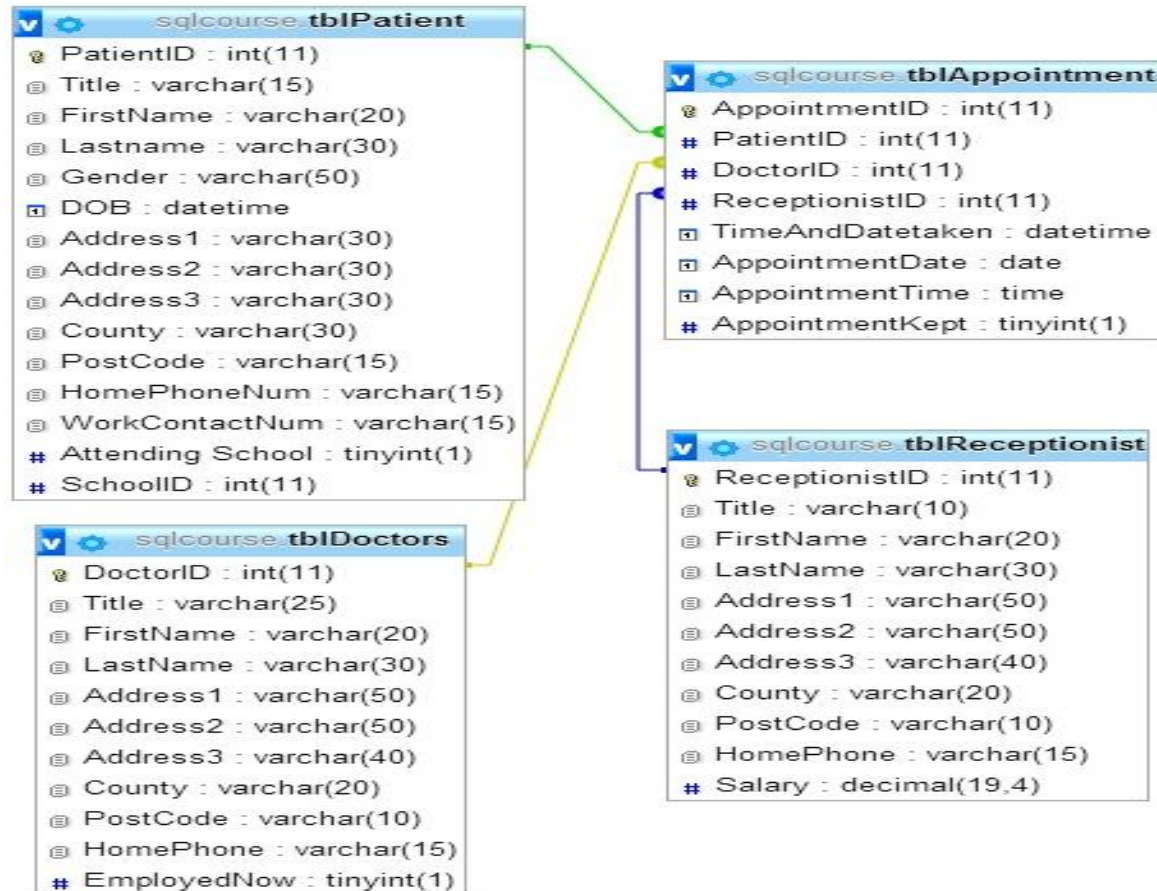 sqlcourse.tblPatient
PatientID : int(11)
Title : varchar(15)
FirstName : varchar(20)
Lastname : varchar(30)
Gender : varchar(50)
DOB : datetime
Address1 : varchar(30)
Address2 : varchar(30)
Address3 : varchar(30)
County : varchar(30)
PostCode : varchar(15)
HomePhoneNum : varchar(15)
WorkContactNum : varchar(15)
# Attending School : tinyint(1)
# SchoolID : int(11)
sqlcourse.tblDoctors
DoctorID : int(11)
Title : varchar(25)
FirstName : varchar(20)
LastName : varchar(30)
Address1 : varchar(50)
Address2 : varchar(50)
Address3 : varchar(40)
County : varchar(20)
PostCode : varchar(10)
HomePhone : varchar(15)
# EmployedNow : tinyint(1)
sqlcourse.tblAppointment
AppointmentID : int(11)
# PatientID : int(11)
# DoctorID : int(11)
# ReceptionistID : int(11)
TimeAndDatetaken : datetime
AppointmentDate : date
AppointmentTime : time
# AppointmentKept : tinyint(1)
sqlcourse.tblReceptionist
ReceptionistID : int(11)
Title : varchar(10)
FirstName : varchar(20)
LastName : varchar(30)
Address1 : varchar(50)
Address2 : varchar(50)
Address3 : varchar(40)
County : varchar(20)
PostCode : varchar(10)
HomePhone : varchar(15)
# Salary : decimal(19,4)